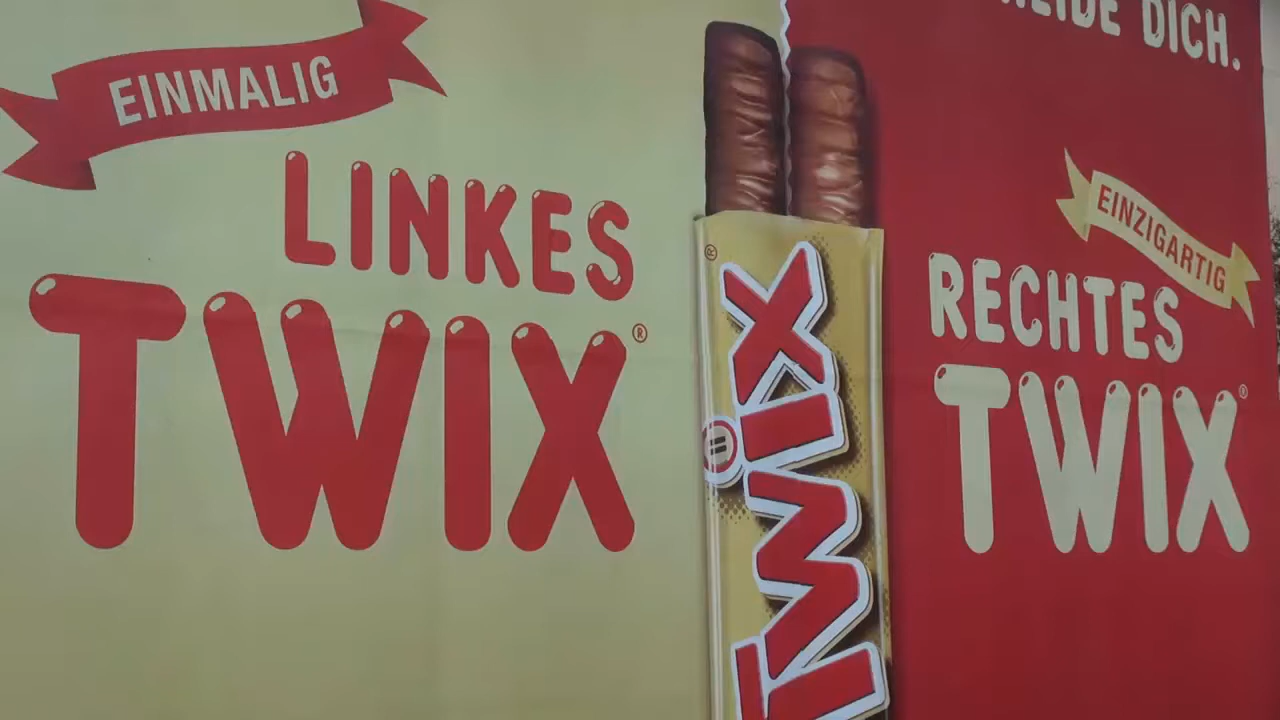 EINMALIG
LINKES
TWIX®
TWIX®
DICH.
EINZIGARTIG
RECHTES
TWIX®